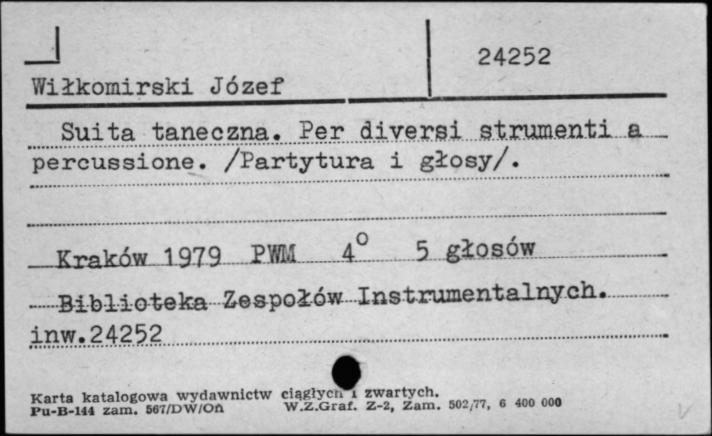 24252
Wiłkomirski Józef
Suita taneczna. Per diversi strumenti a
percussione. /Partytura i głosy/.
Kraków 1979 PWM 4° 5 głosów
Biblioteka Zespołów Instrumentalnych.
inw.24252
Karta katalogowa wydawnictw ciągłych i zwartych.
Pu-B-144 zam. 567/DW/Oń W.Z.Graf. Z-2, Zam. 502/77, 6 400 000